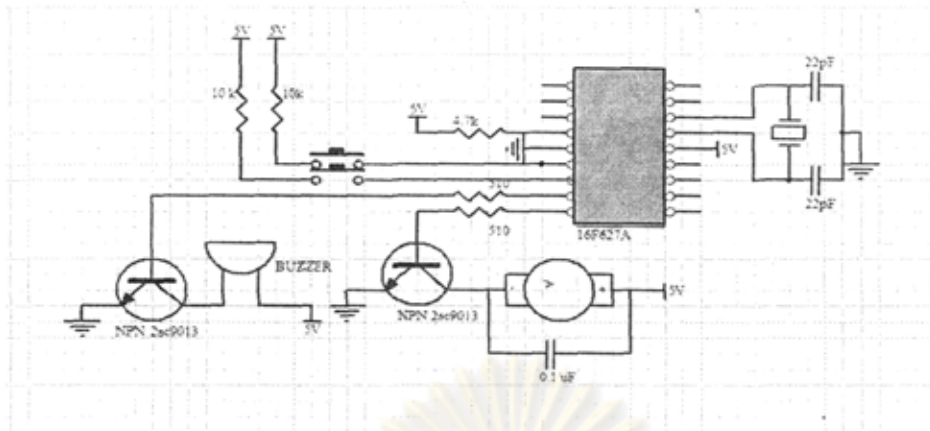 5V 5V
22pF
10k 10k
5V
4.7k
5V
510
22pF
510
16F627A
BUZZER
V
- +
5V
NPN 2sc9013
5V
NPN 2sc9013
0.1 uF